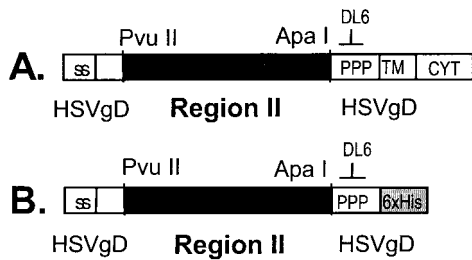 DL6
Pvu II Apa I
A. ss PPP TM CYT
HSVgD Region II HSVgD
DL6
Pvu II Apa I
B. ss PPP 6xHis
HSVgD Region II HSVgD